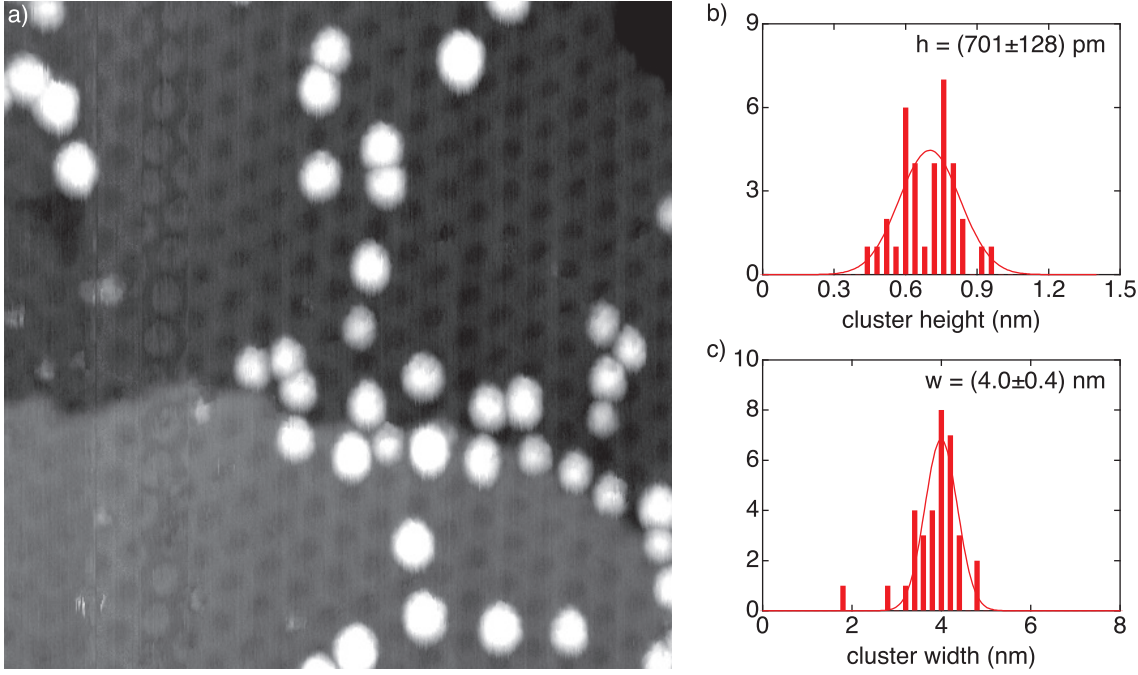 a)
b)
9
6
3
0
0 0.3 0.6 0.9 1.2 1.5
h = (701±128) pm
cluster height (nm)
c)
10
8
6
4
2
0
0 2 4 6 8
w = (4.0±0.4) nm
cluster width (nm)